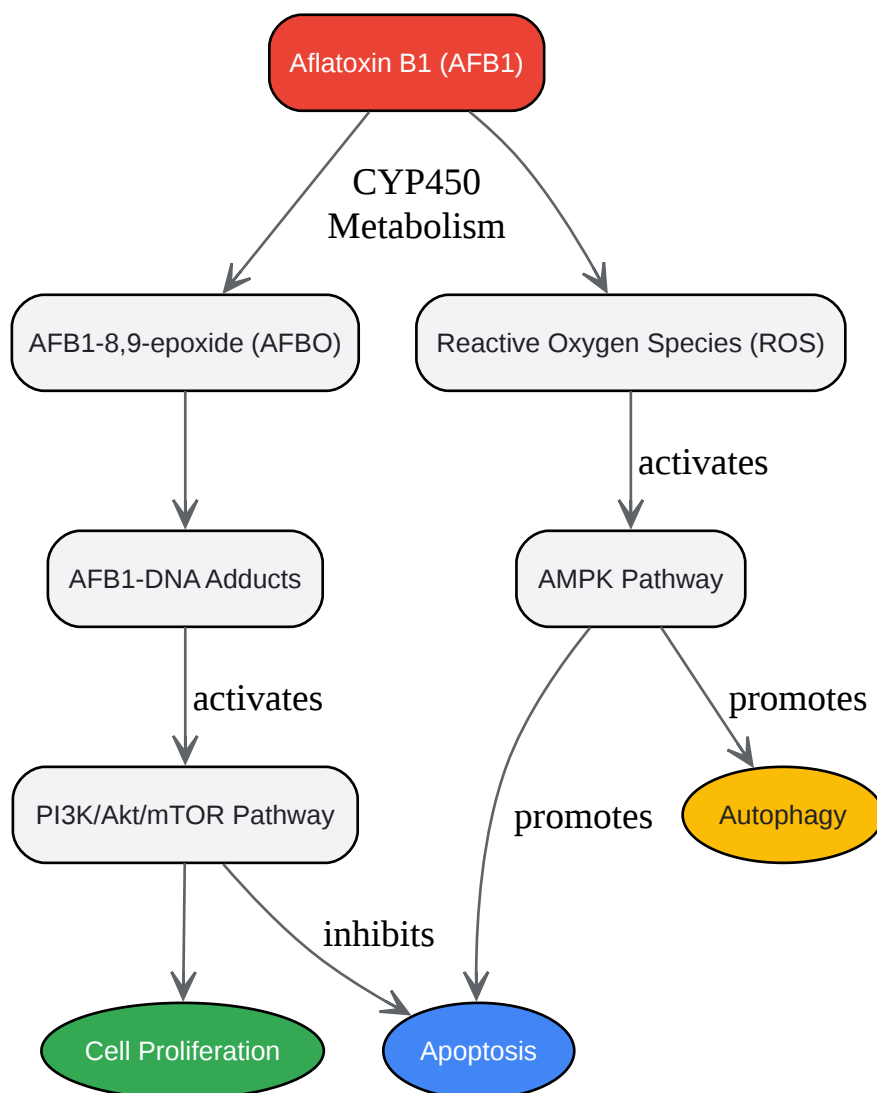 Aflatoxin B1 (AFB1)
CYP450
Metabolism
AFB1-8,9-epoxide (AFBO)
Reactive Oxygen Species (ROS)
activates
AFB1-DNA Adducts
AMPK Pathway
activates
promotes
PI3K/Akt/mTOR Pathway
promotes
Autophagy
inhibits
Cell Proliferation
Apoptosis